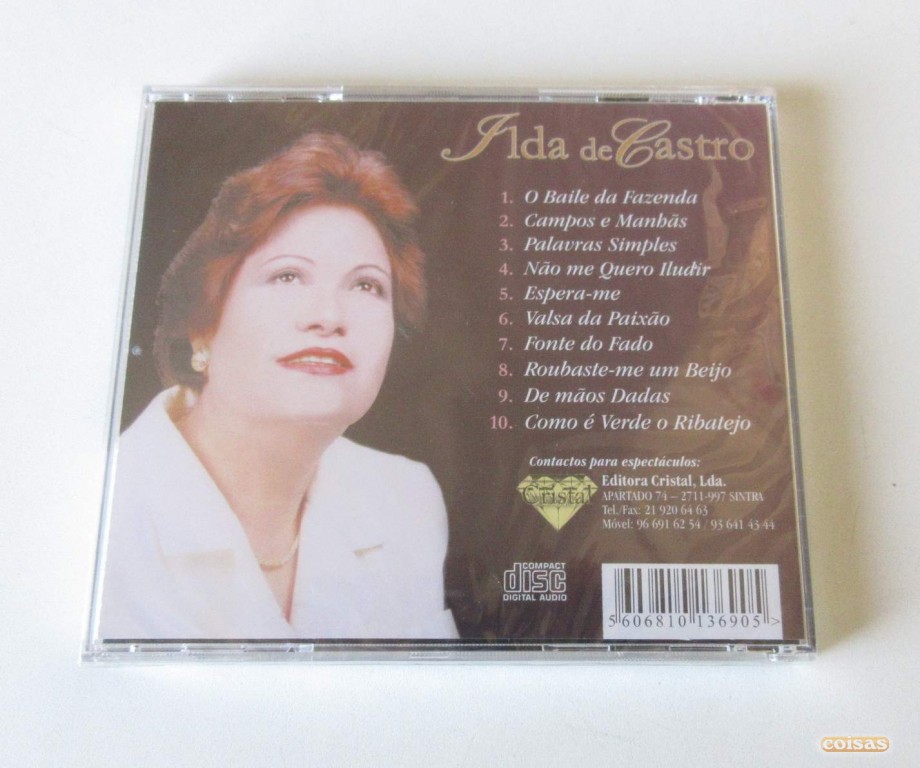 Ilda de Castro
1. O Baile da Fazenda
2. Campos e Manhãs
3. Palavras Simples
4. Não me Quero Iludir
5. Espera-me
6. Valsa da Paixão
7. Fonte do Fado
8. Roubaste-me um Beijo
9. De mãos Dadas
10. Como é Verde o Ribatejo
Contactos para espectáculos:
Cristal
Editora Cristal, Lda.
APARTADO 74 – 2711-997 SINTRA
Tel./Fax: 21 920 64 63
Móvel: 96 691 62 54 / 93 641 43 44
COMPACT
disc
DIGITAL AUDIO
5 606810 136905 >
coisas